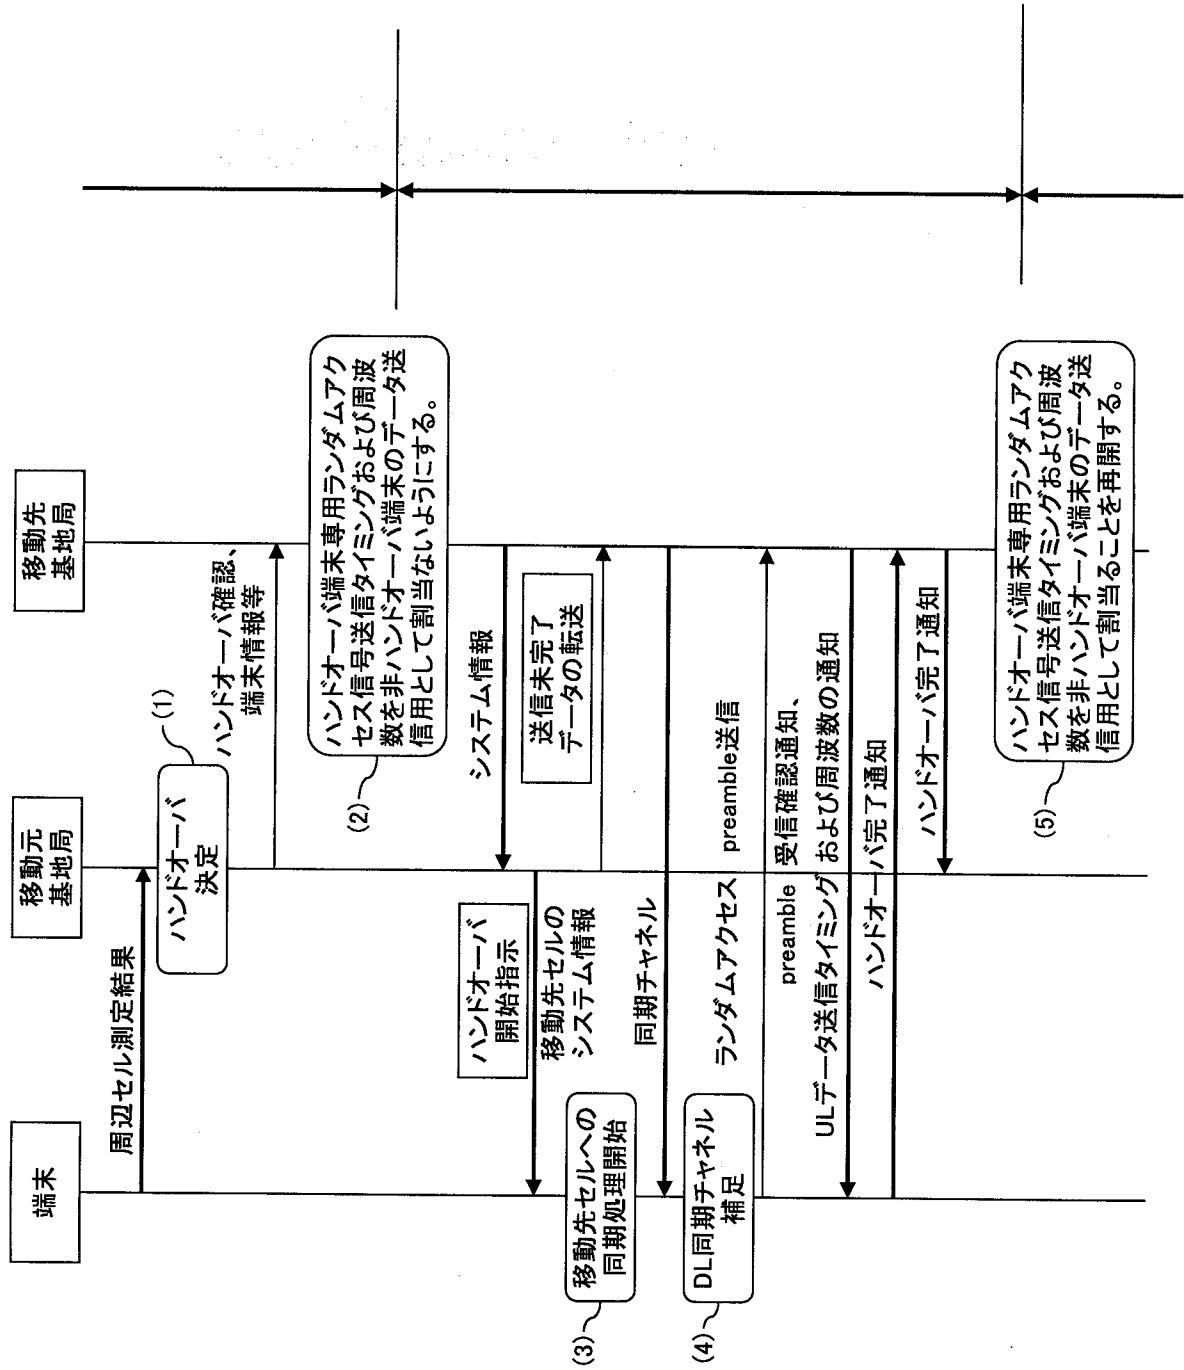 端末
移動元
基地局
移動先
基地局
周辺セル測定結果
(1)
ハンドオーバ
決定
ハンドオーバ確認、
端末情報等
(2)
ハンドオーバ端末専用ランダムアク
セス信号送信タイミングおよび周波
数を非ハンドオーバ端末のデータ送
信用として割当ないようにする。
システム情報
ハンドオーバ
開始指示
移動先セルの
システム情報
送信未完了
データの転送
(3)
移動先セルへの
同期処理開始
同期チャネル
(4)
DL同期チャネル
補足
ランダムアクセス preamble送信
preamble 受信確認通知、
ULデータ送信タイミングおよび周波数の通知
ハンドオーバ完了通知
ハンドオーバ完了通知
(5)
ハンドオーバ端末専用ランダムアク
セス信号送信タイミングおよび周波
数を非ハンドオーバ端末のデータ送
信用として割当ることを再開する。